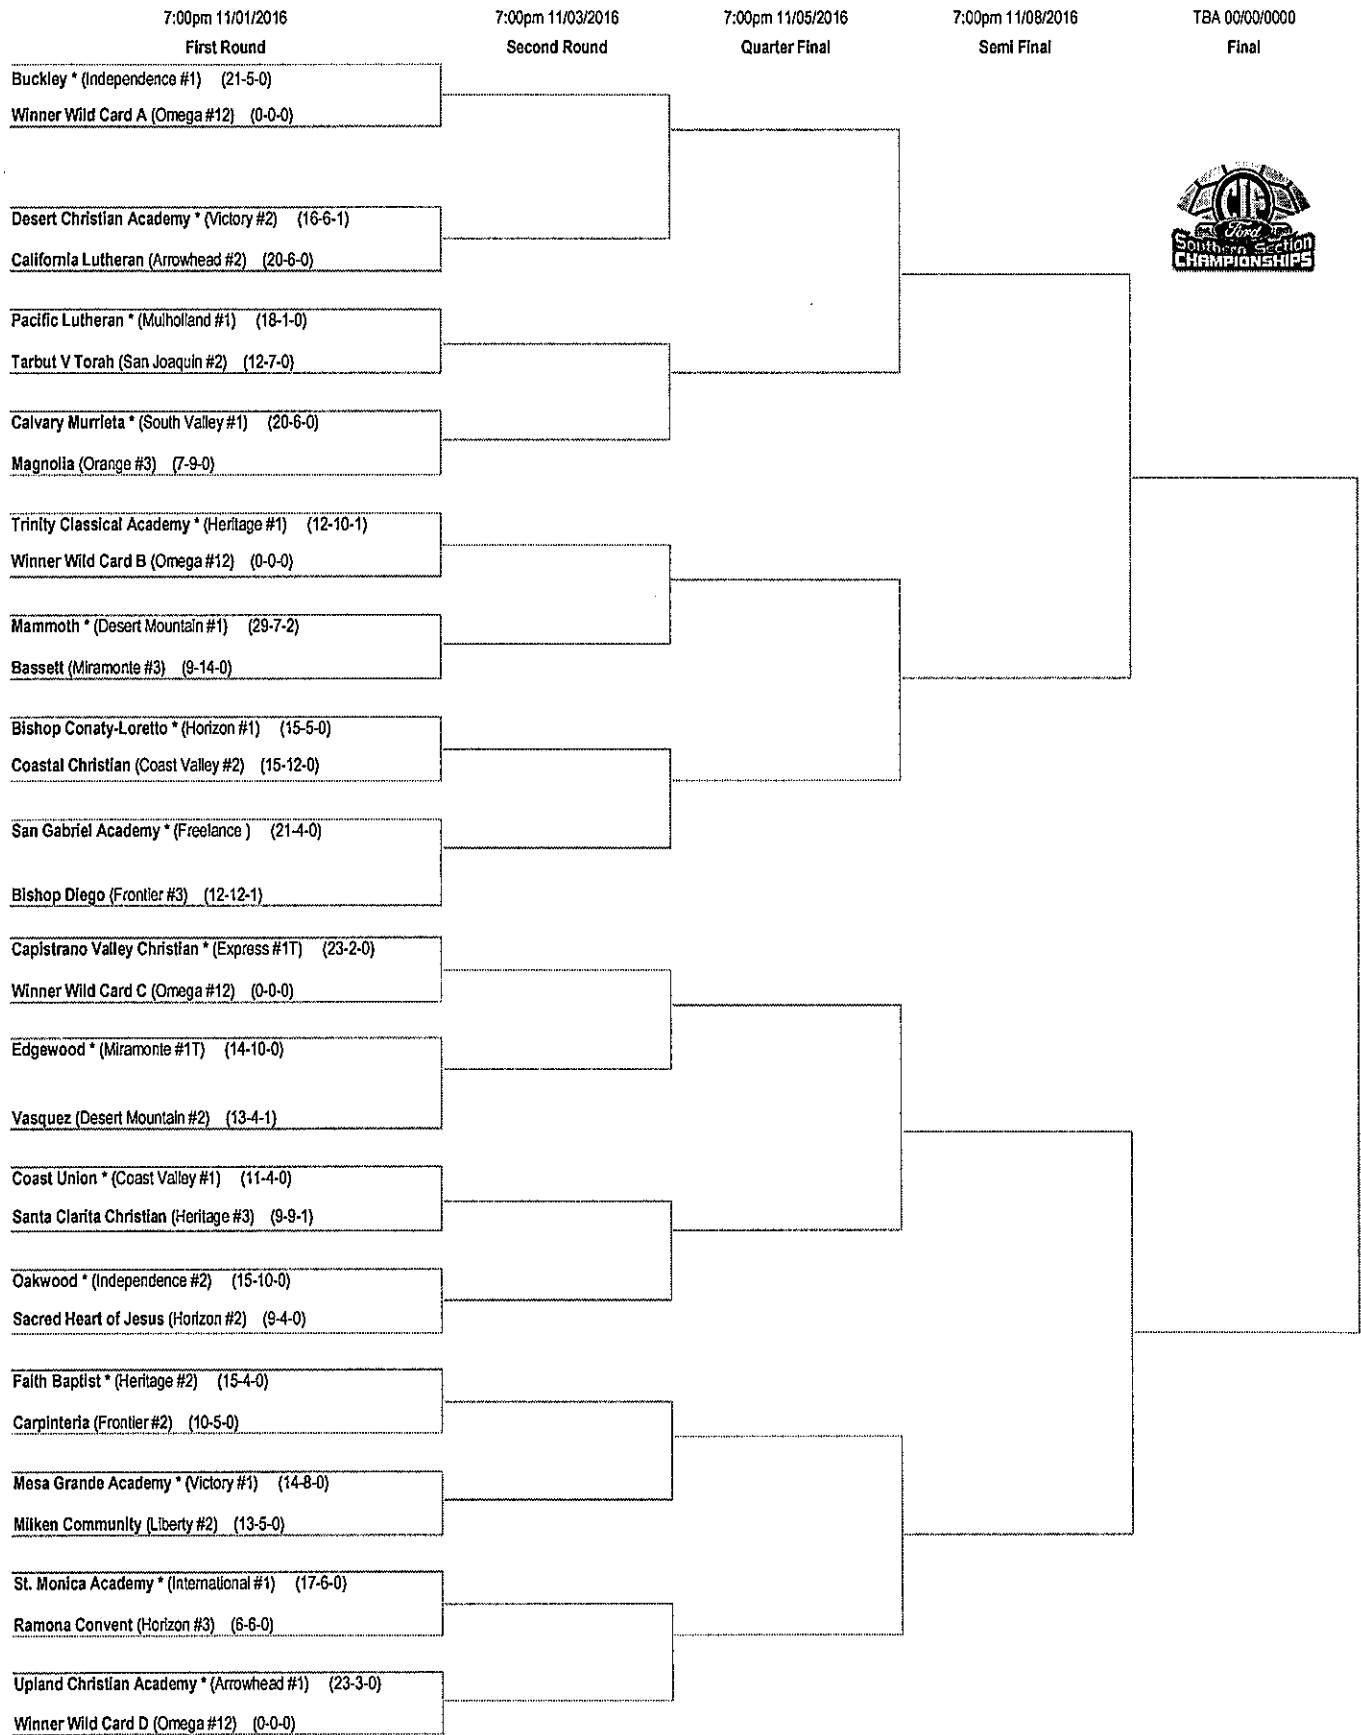 7:00pm 11/01/2016 7:00pm 11/03/2016 7:00pm 11/05/2016 7:00pm 11/08/2016 TBA 00/00/0000
First Round Second Round Quarter Final Semi Final Final
Buckley * (Independence #1) (21-5-0)
Winner Wild Card A (Omega #12) (0-0-0)
CIF
Ford
Southern Section
CHAMPIONSHIPS
Desert Christian Academy * (Victory #2) (16-6-1)
California Lutheran (Arrowhead #2) (20-6-0)
Pacific Lutheran * (Mulholland #1) (18-1-0)
Tarbut V Torah (San Joaquin #2) (12-7-0)
Calvary Murrieta * (South Valley #1) (20-6-0)
Magnolia (Orange #3) (7-9-0)
Trinity Classical Academy * (Heritage #1) (12-10-1)
Winner Wild Card B (Omega #12) (0-0-0)
Mammoth * (Desert Mountain #1) (29-7-2)
Bassett (Miramonte #3) (9-14-0)
Bishop Conaty-Loretto * (Horizon #1) (15-5-0)
Coastal Christian (Coast Valley #2) (15-12-0)
San Gabriel Academy * (Freelance ) (21-4-0)
Bishop Diego (Frontier #3) (12-12-1)
Capistrano Valley Christian * (Express #1T) (23-2-0)
Winner Wild Card C (Omega #12) (0-0-0)
Edgewood * (Miramonte #1T) (14-10-0)
Vasquez (Desert Mountain #2) (13-4-1)
Coast Union * (Coast Valley #1) (11-4-0)
Santa Clarita Christian (Heritage #3) (9-9-1)
Oakwood * (Independence #2) (15-10-0)
Sacred Heart of Jesus (Horizon #2) (9-4-0)
Faith Baptist * (Heritage #2) (15-4-0)
Carpinteria (Frontier #2) (10-5-0)
Mesa Grande Academy * (Victory #1) (14-8-0)
Milken Community (Liberty #2) (13-5-0)
St. Monica Academy * (International #1) (17-6-0)
Ramona Convent (Horizon #3) (6-6-0)
Upland Christian Academy * (Arrowhead #1) (23-3-0)
Winner Wild Card D (Omega #12) (0-0-0)